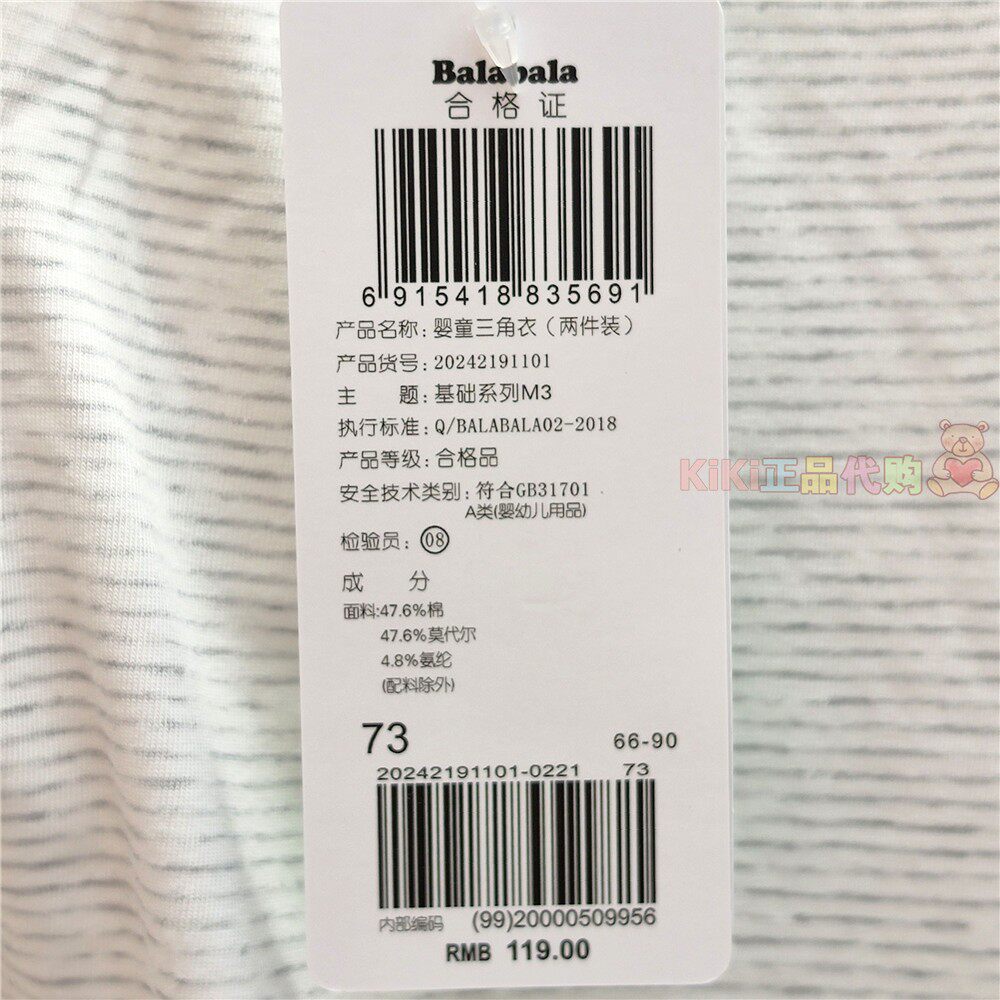 Balabala
合格证
6 915418 835691
产品名称: 婴童三角衣 (两件装)
产品货号: 20242191101
主 题: 基础系列M3
执行标准: Q/BALABALA02-2018
产品等级: 合格品
安全技术类别: 符合GB31701
A类(婴幼儿用品)
检验员: 08
成 分
面料:47.6%棉
47.6%莫代尔
4.8%氨纶
(配料除外)
73 66-90
20242191101-0221 73
内部编码 (99)20000509956
RMB 119.00
KiKi正品代购